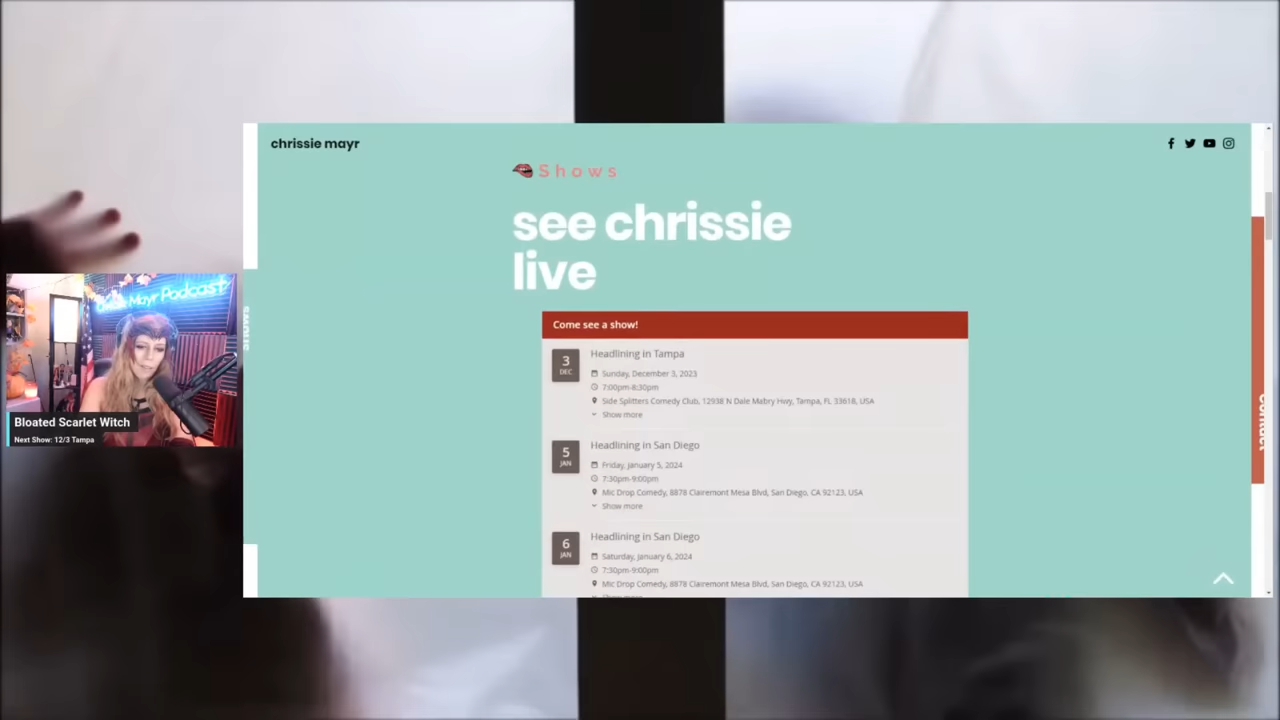 chrissie mayr
Shows
see chrissie
live
Come see a show!
3
DEC
Headlining in Tampa
Sunday, December 3, 2023
7:00pm-8:30pm
Side Splitters Comedy Club, 12938 N Dale Mabry Hwy, Tampa, FL 33618, USA
Show more
5
JAN
Headlining in San Diego
Friday, January 5, 2024
7:30pm-9:00pm
Mic Drop Comedy, 8878 Clairemont Mesa Blvd, San Diego, CA 92123, USA
Show more
6
JAN
Headlining in San Diego
Saturday, January 6, 2024
7:30pm-9:00pm
Mic Drop Comedy, 8878 Clairemont Mesa Blvd, San Diego, CA 92123, USA
Contact
Mayr Podcast
Bloated Scarlet Witch
Next Show: 12/3 Tampa